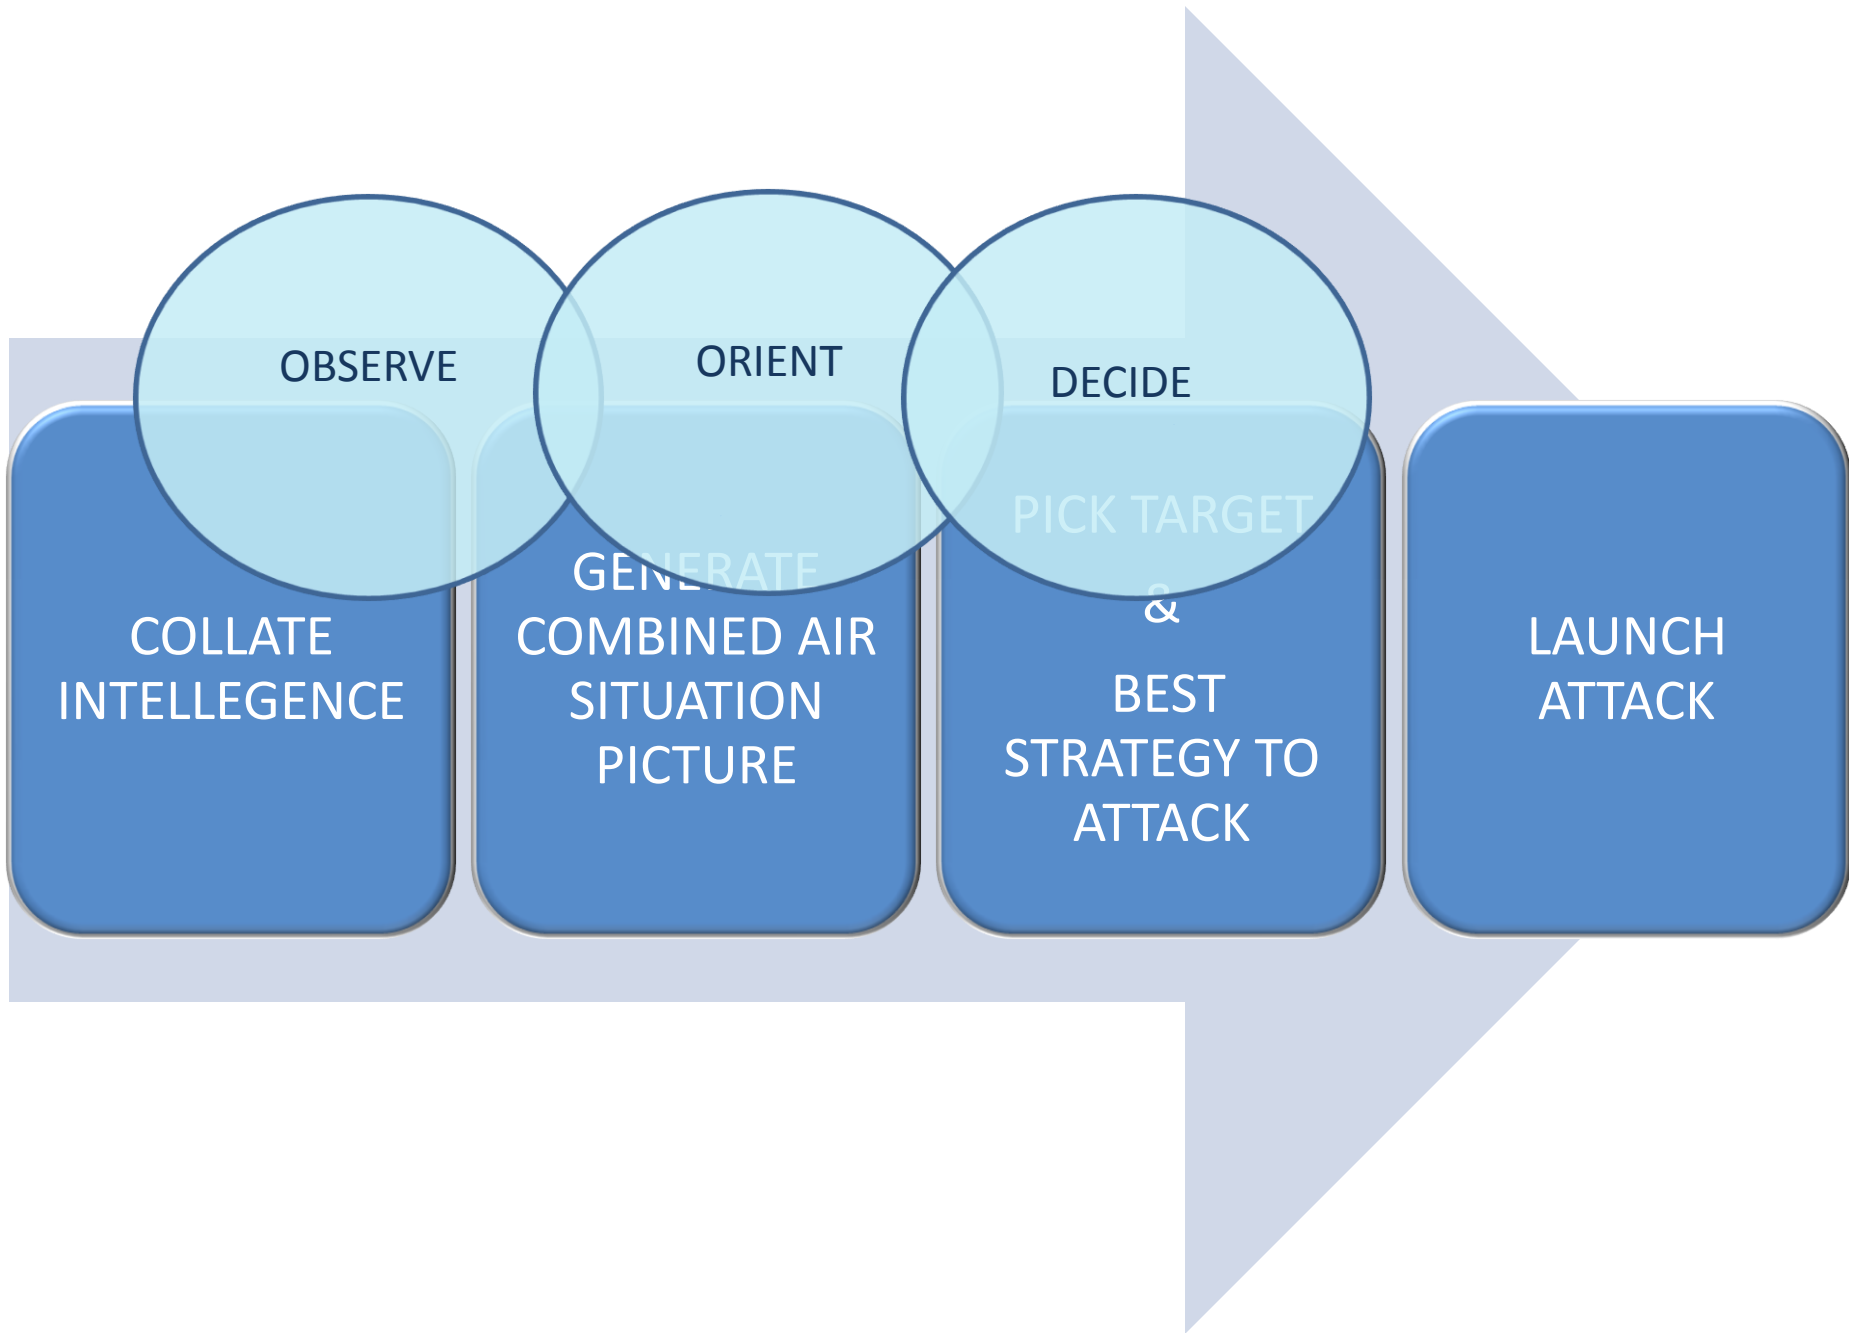 OBSERVE
ORIENT
DECIDE
COLLATE
INTELLEGENCE
GENERATE
COMBINED AIR
SITUATION
PICTURE
PICK TARGET
&
BEST
STRATEGY TO
ATTACK
LAUNCH
ATTACK